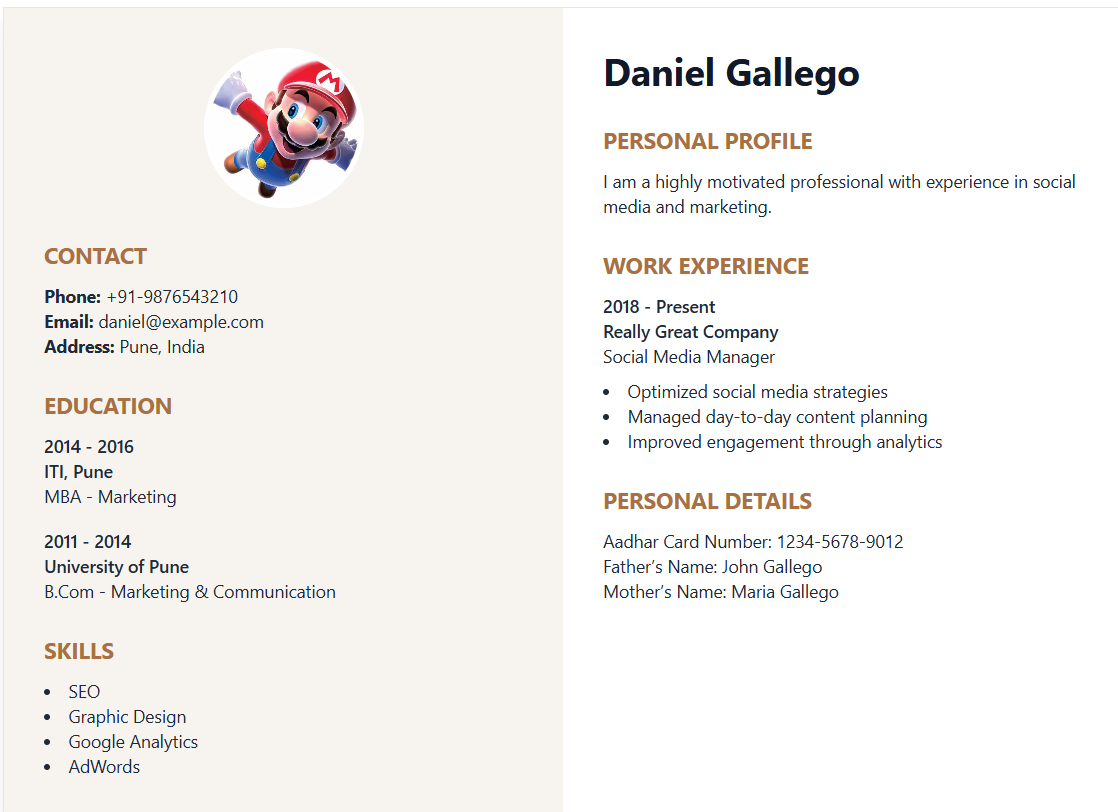 CONTACT
Phone: +91-9876543210
Email: daniel@example.com
Address: Pune, India
EDUCATION
2014 - 2016
ITI, Pune
MBA - Marketing
2011 - 2014
University of Pune
B.Com - Marketing & Communication
SKILLS
• SEO
• Graphic Design
• Google Analytics
• AdWords
Daniel Gallego
PERSONAL PROFILE
I am a highly motivated professional with experience in social
media and marketing.
WORK EXPERIENCE
2018 - Present
Really Great Company
Social Media Manager
• Optimized social media strategies
• Managed day-to-day content planning
• Improved engagement through analytics
PERSONAL DETAILS
Aadhar Card Number: 1234-5678-9012
Father’s Name: John Gallego
Mother’s Name: Maria Gallego